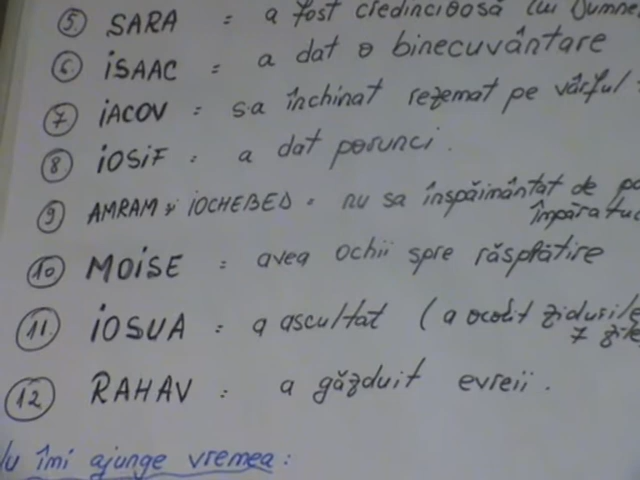 5 SARA = a fost credincioosă lui
6 iSAAC = a dat o binecuvântare
7 iACOV = s-a închinat rezemat pe vârful
8 iOSiF = a dat porunci.
9 AMRAM și iOCHEBED = nu sa înspăimântat de
10 MOiSE = avea ochii spre răsplătire
11 iOSUA = a ascultat (a ocolit zidurile
7 zile
12 RAHAV = a găzduit evreii.
îmi ajunge vremea: